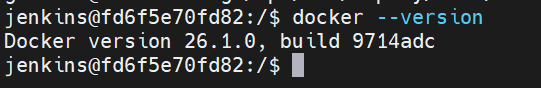 jenkins@fd6f5e70fd82:/$ docker --version
Docker version 26.1.0, build 9714adc
jenkins@fd6f5e70fd82:/$